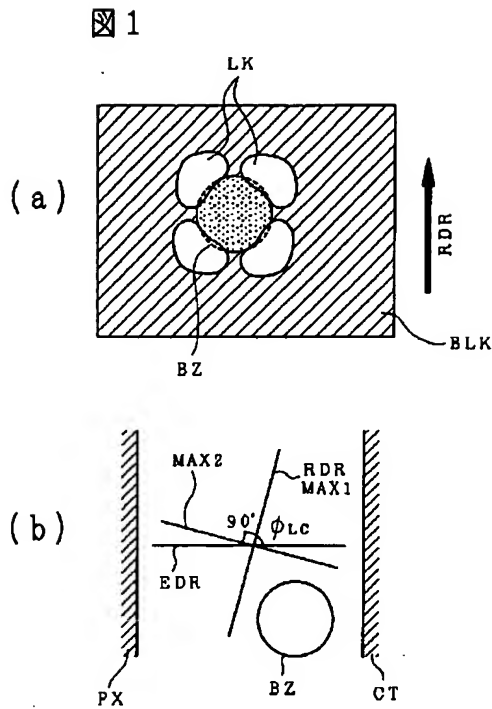 図1
LK
(a)
RDR
BLK
BZ
(b)
MAX2
RDR
MAX1
90°
φLC
EDR
PX
BZ
CT